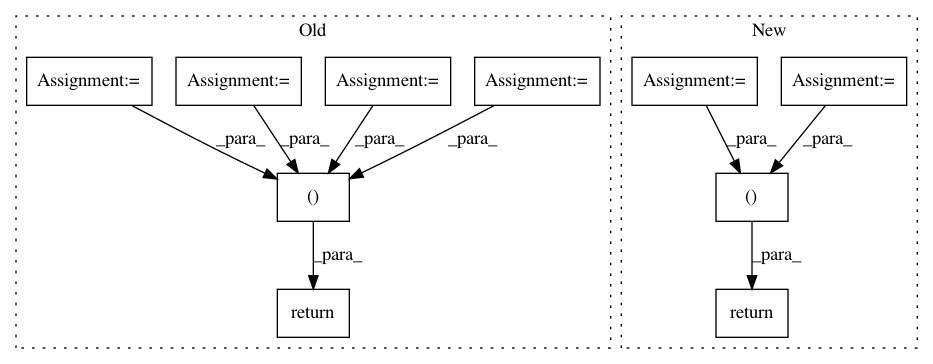 Old
New
Assignment:= Assignment:= Assignment:= Assignment:= Assignment:= Assignment:=
_para_ _para_ _para_ _para_ _para_ _para_
() ()
_para_ _para_
return return